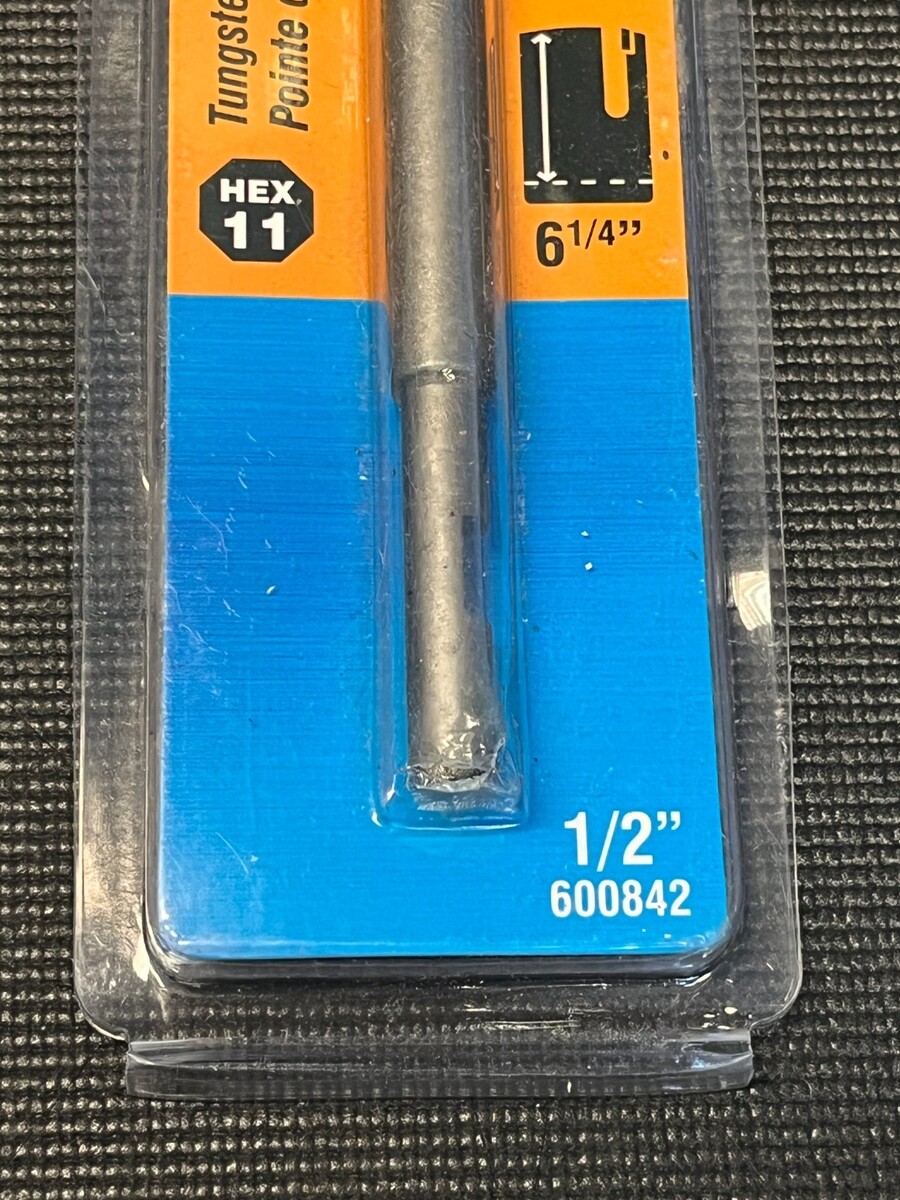 Tungste
Pointe
HEX
11
6 1/4”
1/2”
600842